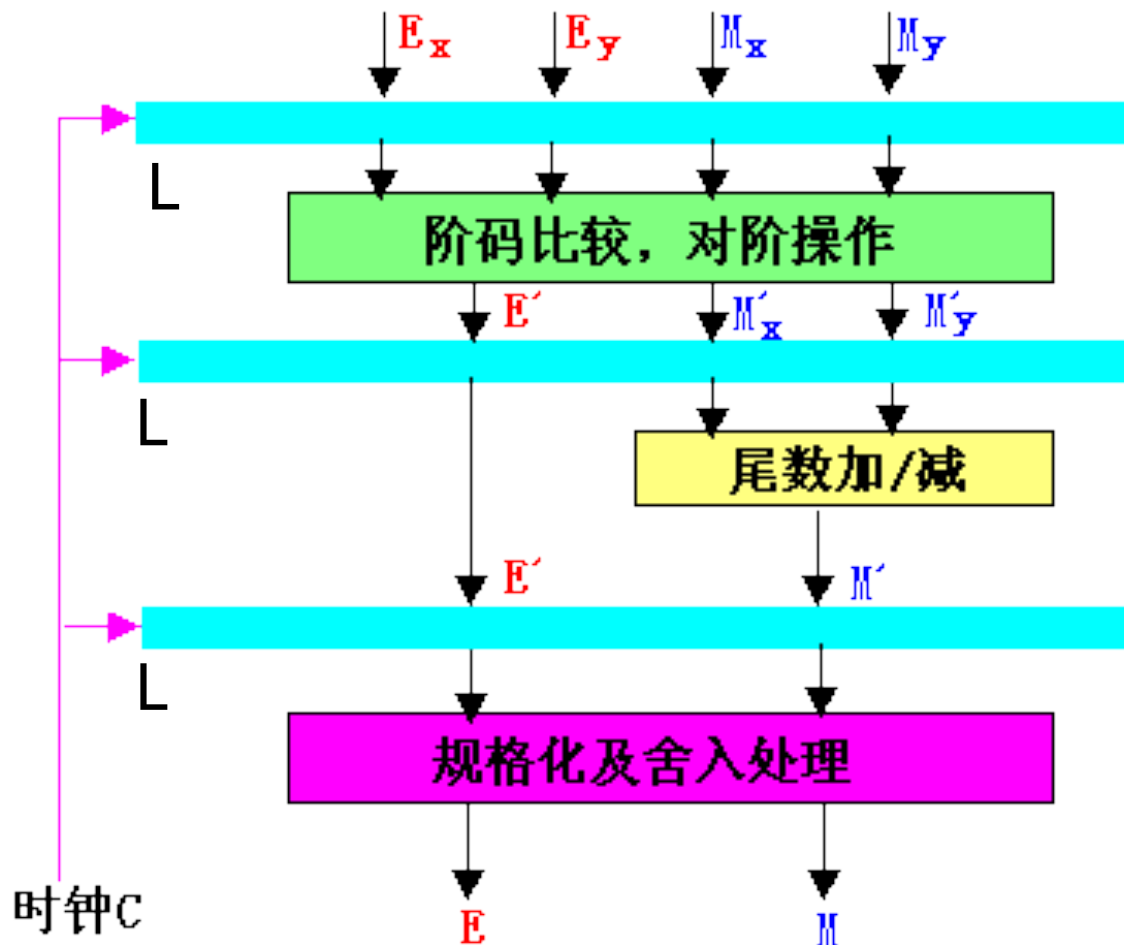 Ex Ey Mx My
L
阶码比较，对阶操作
E′ M′x M′y
L
尾数加/减
E′ M′
L
规格化及舍入处理
时钟C
E M